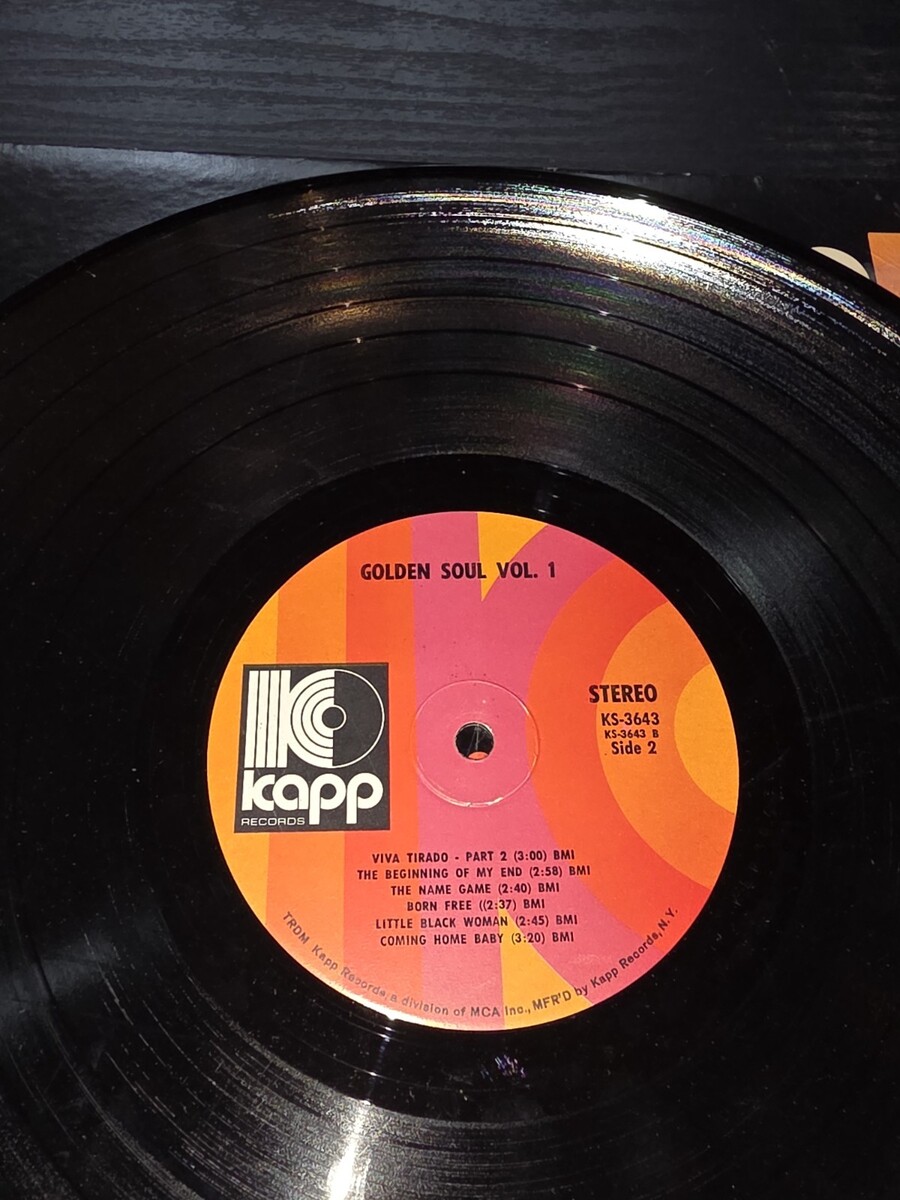 GOLDEN SOUL VOL. 1
kapp
RECORDS
STEREO
KS-3643
KS-3643 B
Side 2
VIVA TIRADO - PART 2 (3:00) BMI
THE BEGINNING OF MY END (2:58) BMI
THE NAME GAME (2:40) BMI
BORN FREE ((2:37) BMI
LITTLE BLACK WOMAN (2:45) BMI
COMING HOME BABY (3:20) BMI
TRDM Kapp Records, a division of MCA Inc., MFR'D by Kapp Records, N.Y.